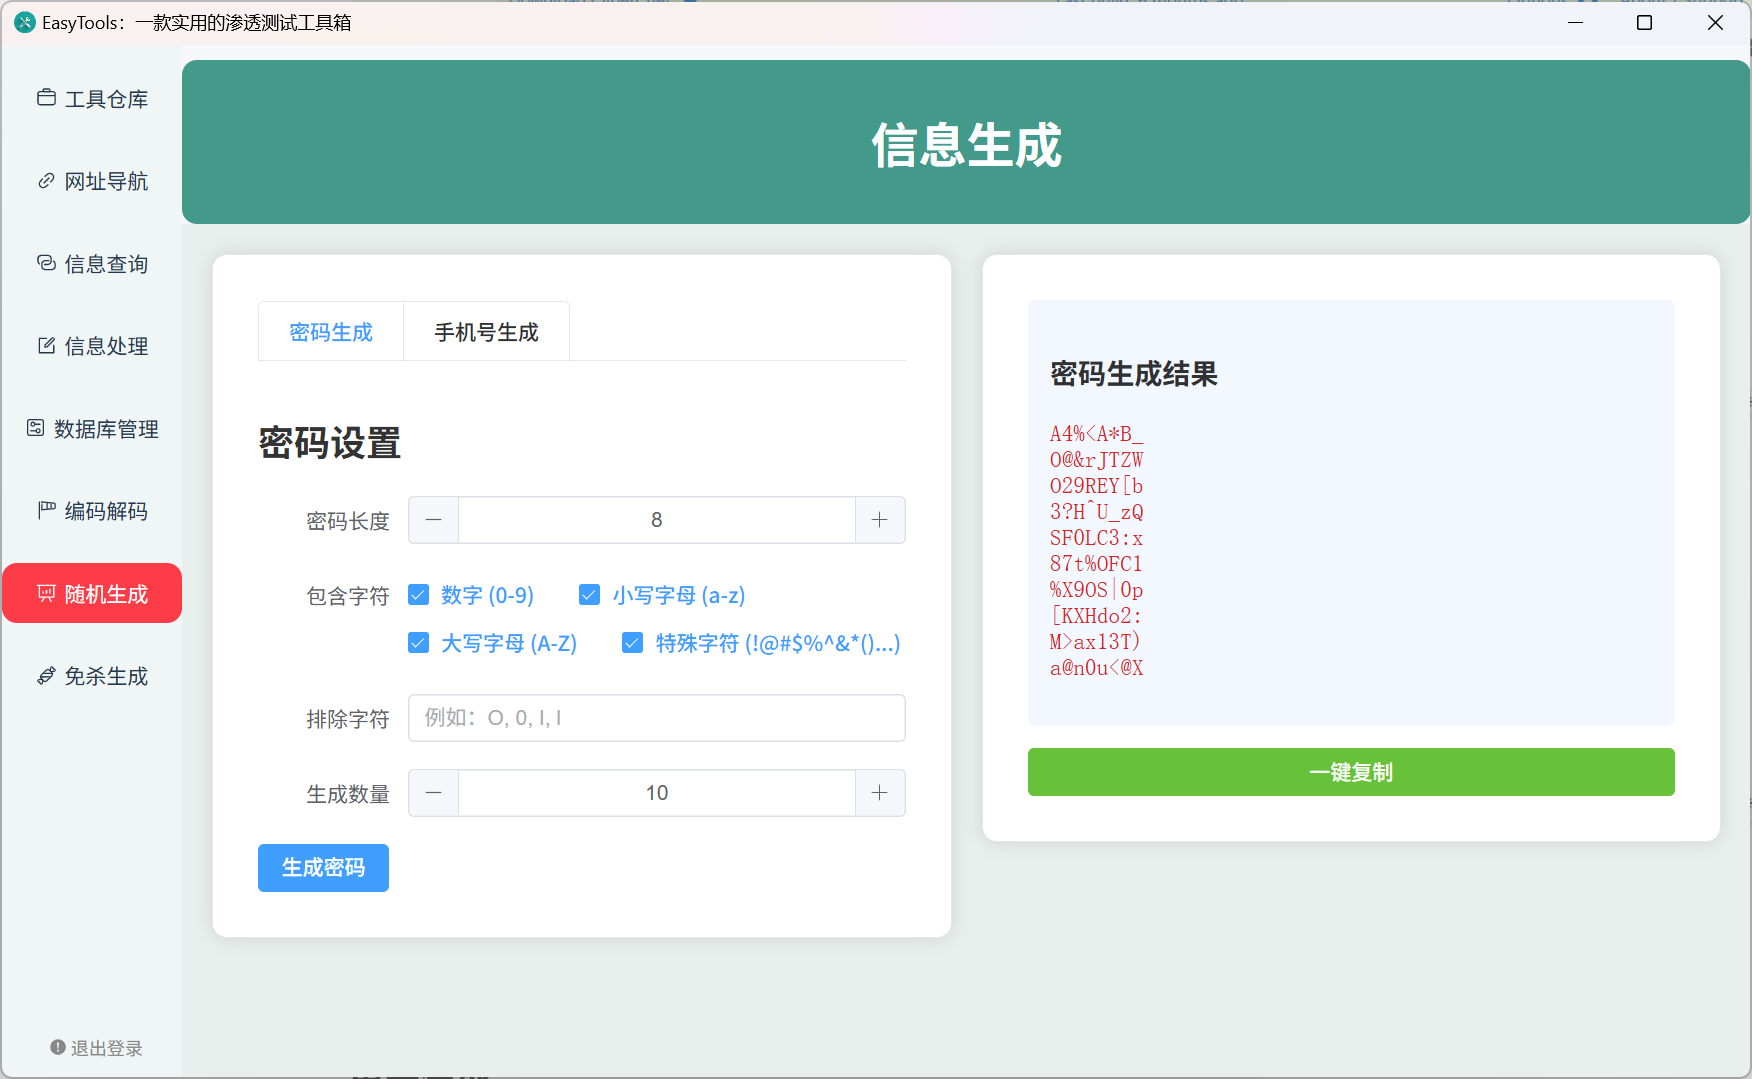 EasyTools：一款实用的渗透测试工具箱
工具仓库
网址导航
信息查询
信息处理
数据库管理
编码解码
随机生成
免杀生成
退出登录
信息生成
密码生成
手机号生成
密码设置
密码长度
8
包含字符
数字 (0-9)
小写字母 (a-z)
大写字母 (A-Z)
特殊字符 (!@#$%^&*()...)
排除字符
例如：O, 0, I, l
生成数量
10
生成密码
密码生成结果
A4%<A*B_
O@&rJTZW
O29REY[b
3?H^U_zQ
SFOLC3:x
87t%OFC1
%X9OS|0p
[KXHdo2:
M>ax13T)
a@nOu<@X
一键复制